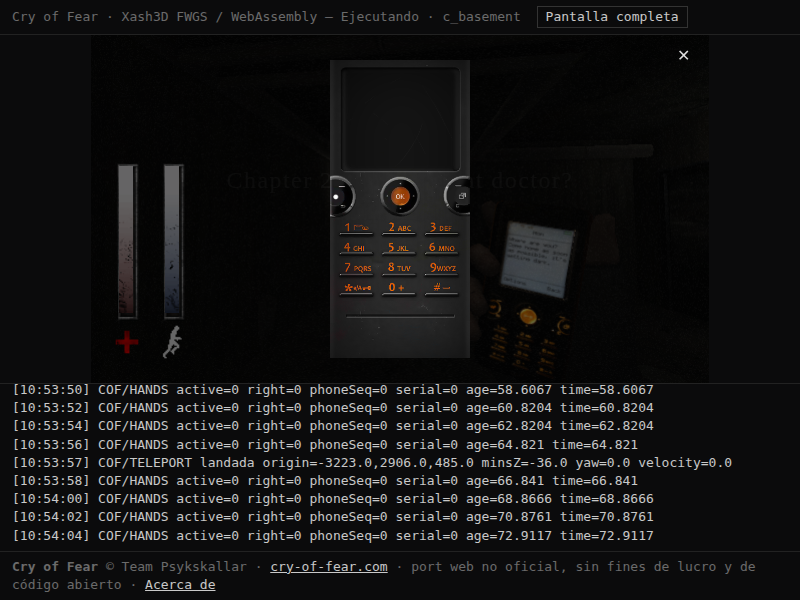 Cry of Fear · Xash3D FWGS / WebAssembly — Ejecutando · c_basement
Pantalla completa
✕
Chapter 2
t doctor?
OK
1
2 ABC
3 DEF
4 GHI
5 JKL
6 MNO
7 PQRS
8 TUV
9WXYZ
0 +
#
[10:53:50] COF/HANDS active=0 right=0 phoneSeq=0 serial=0 age=58.6067 time=58.6067
[10:53:52] COF/HANDS active=0 right=0 phoneSeq=0 serial=0 age=60.8204 time=60.8204
[10:53:54] COF/HANDS active=0 right=0 phoneSeq=0 serial=0 age=62.8204 time=62.8204
[10:53:56] COF/HANDS active=0 right=0 phoneSeq=0 serial=0 age=64.821 time=64.821
[10:53:57] COF/TELEPORT landada origin=-3223.0,2906.0,485.0 minsZ=-36.0 yaw=0.0 velocity=0.0
[10:53:58] COF/HANDS active=0 right=0 phoneSeq=0 serial=0 age=66.841 time=66.841
[10:54:00] COF/HANDS active=0 right=0 phoneSeq=0 serial=0 age=68.8666 time=68.8666
[10:54:02] COF/HANDS active=0 right=0 phoneSeq=0 serial=0 age=70.8761 time=70.8761
[10:54:04] COF/HANDS active=0 right=0 phoneSeq=0 serial=0 age=72.9117 time=72.9117
Cry of Fear © Team Psykskallar · cry-of-fear.com · port web no oficial, sin fines de lucro y de
código abierto · Acerca de